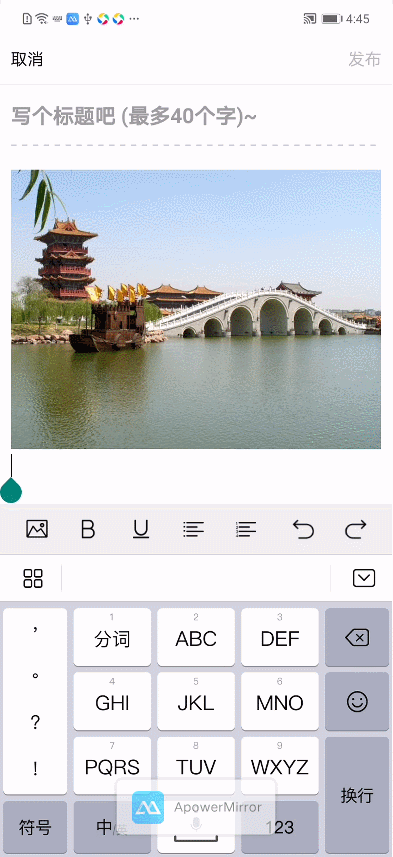 4:45
取消 发布
写个标题吧 (最多40个字)~
B U
, 1 分词 2 ABC 3 DEF
。 4 GHI 5 JKL 6 MNO
?
! 7 PQRS 8 TUV 9 WXYZ 换行
ApowerMirror
符号 中 123